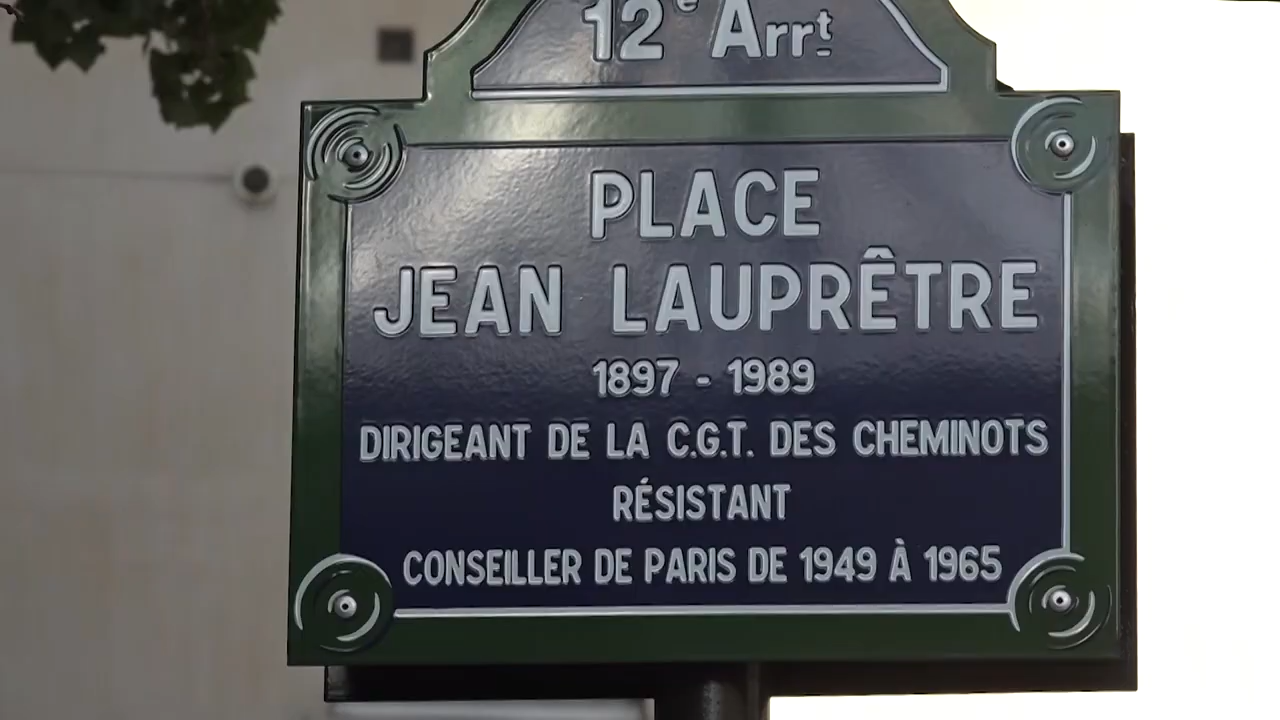 12e Arrt
PLACE
JEAN LAUPRÊTRE
1897 - 1989
DIRIGEANT DE LA C.G.T. DES CHEMINOTS
RÉSISTANT
CONSEILLER DE PARIS DE 1949 À 1965